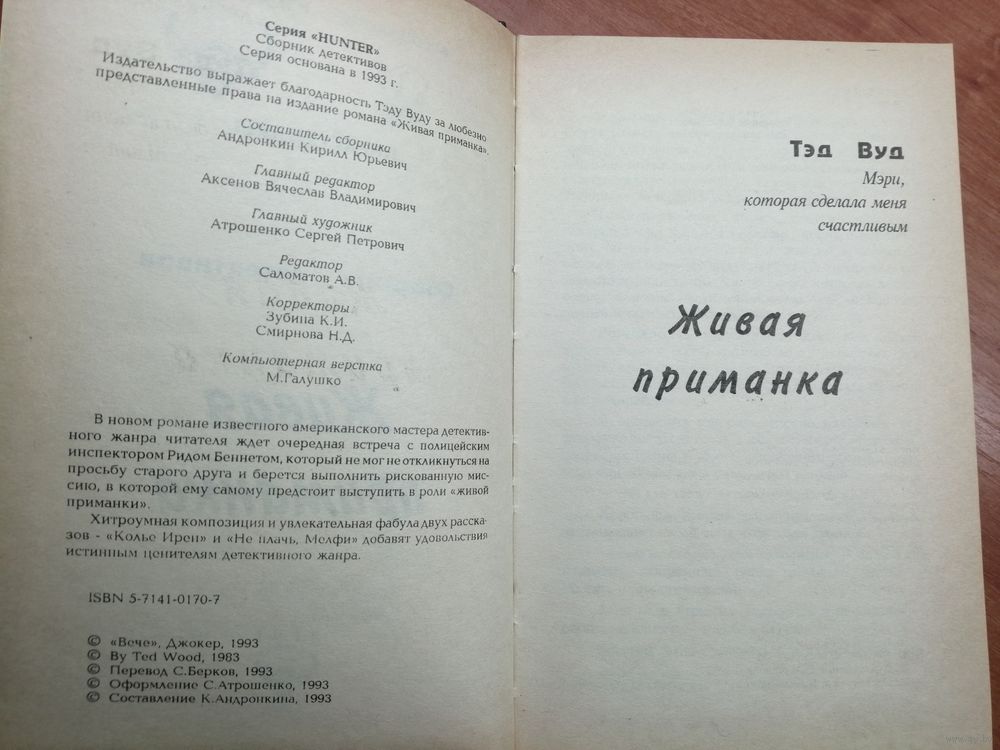 Серия «HUNTER»
Сборник детективов
Серия основана в 1993 г.
Издательство выражает благодарность Тэду Вуду за любезно
представленные права на издание романа «Живая приманка».
Составитель сборника
Андронкин Кирилл Юрьевич
Главный редактор
Аксенов Вячеслав Владимирович
Главный художник
Атрошенко Сергей Петрович
Редактор
Саломатов А.В.
Корректоры
Зубина К.И.
Смирнова Н.Д.
Компьютерная верстка
М.Галушко
В новом романе известного американского мастера детектив-
ного жанра читателя ждет очередная встреча с полицейским
инспектором Ридом Беннетом, который не мог не откликнуться на
просьбу старого друга и берется выполнить рискованную мис-
сию, в которой ему самому предстоит выступить в роли «живой
приманки».
Хитроумная композиция и увлекательная фабула двух расска-
зов - «Колье Ирен» и «Не плачь, Мелфи» добавят удовольствия
истинным ценителям детективного жанра.
ISBN 5-7141-0170-7
© «Вече», Джокер, 1993
© By Ted Wood, 1983
© Перевод С.Берков, 1993
© Оформление С.Атрошенко, 1993
© Составление К.Андронкина, 1993
Тэд Вуд
Мэри,
которая сделала меня
счастливым
Живая
приманка